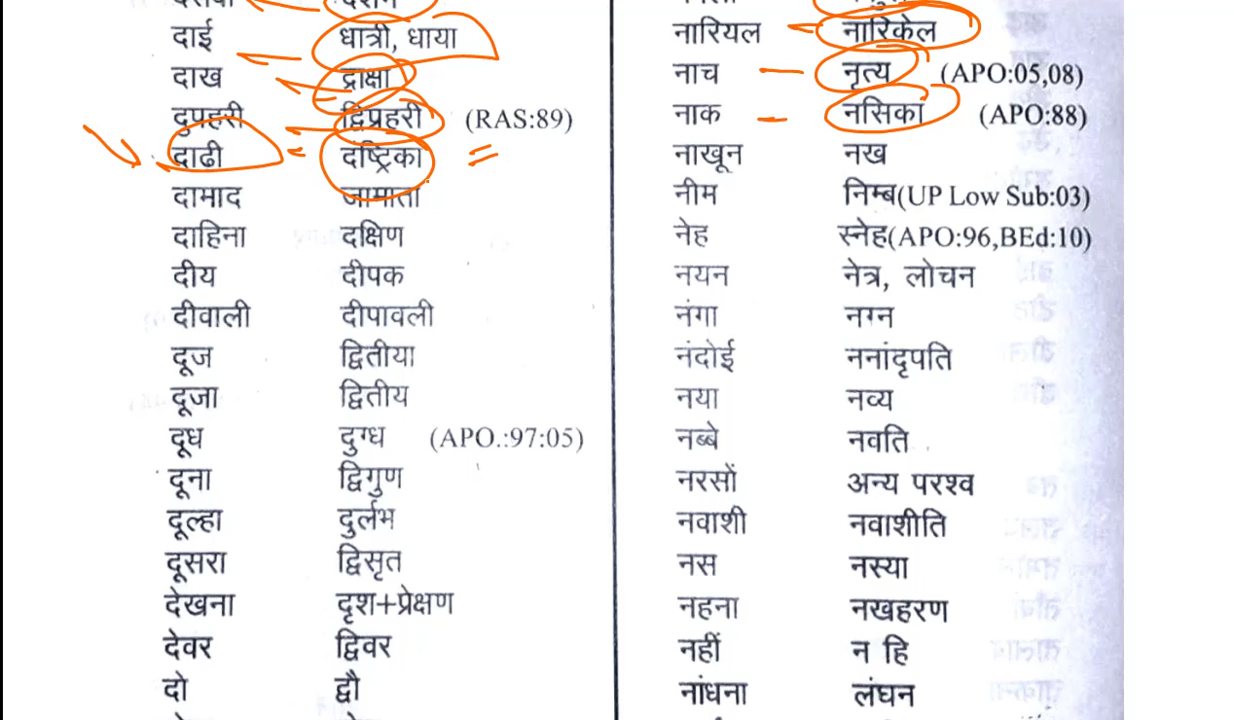 दाई धात्री, धाया
दाख द्राक्षा
दुपहरी द्विप्रहरी (RAS:89)
दाढ़ी दंष्ट्रिका
दामाद जामाता
दाहिना दक्षिण
दीय दीपक
दीवाली दीपावली
दूज द्वितीया
दूजा द्वितीय
दूध दुग्ध (APO.:97:05)
दूना द्विगुण
दूल्हा दुर्लभ
दूसरा द्विसृत
देखना दृश+प्रेक्षण
देवर द्विवर
दो द्वौ
नारियल नारिकेल
नाच नृत्य (APO:05,08)
नाक नसिका (APO:88)
नाखून नख
नीम निम्ब(UP Low Sub:03)
नेह स्नेह(APO:96,BEd:10)
नयन नेत्र, लोचन
नंगा नग्न
नंदोई ननांदृपति
नया नव्य
नब्बे नवति
नरसों अन्य परश्व
नवाशी नवाशीति
नस नस्या
नहना नखहरण
नहीं न हि
नांधना लंघन